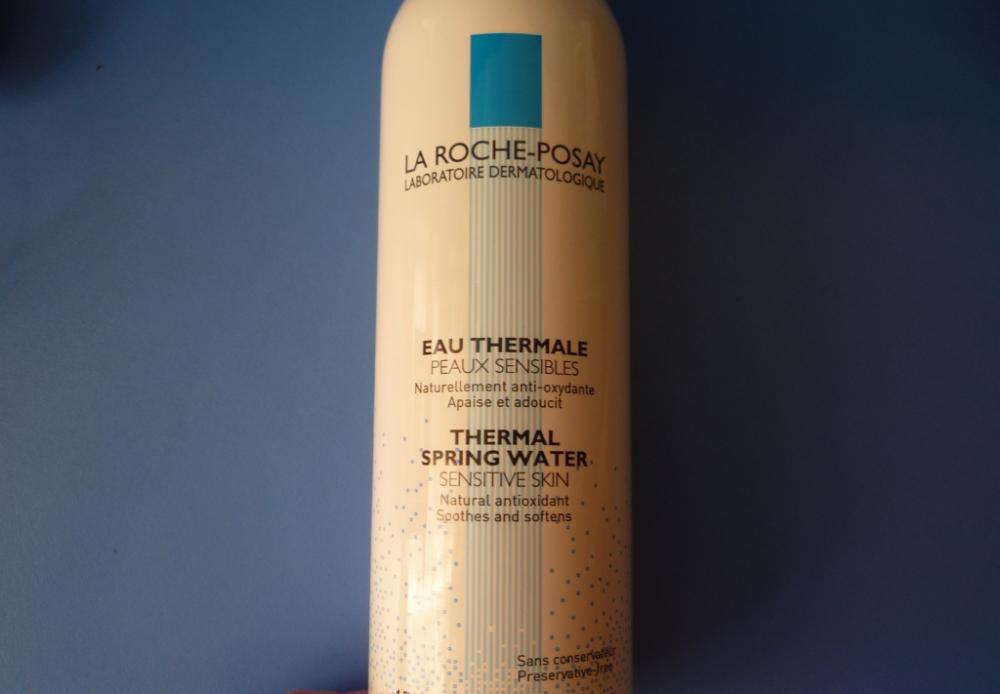 LA ROCHE-POSAY
LABORATOIRE DERMATOLOGIQUE
EAU THERMALE
PEAUX SENSIBLES
Naturellement anti-oxydante
Apaise et adoucit
THERMAL
SPRING WATER
SENSITIVE SKIN
Natural antioxidant
Soothes and softens
Sans conservateur
Preservative-free